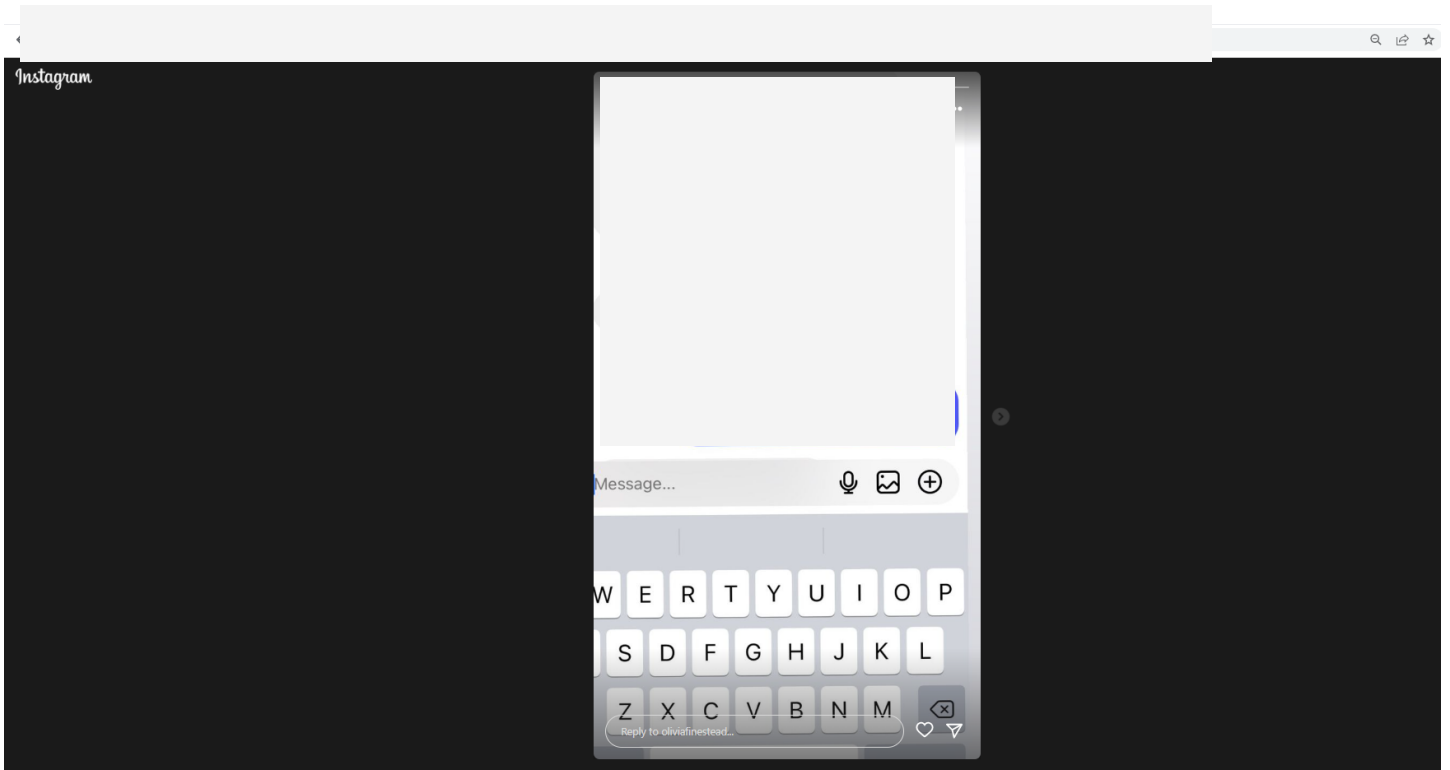 Instagram
Message...
W E R T Y U I O P
S D F G H J K L
Z X C V B N M
Reply to oliviafinestead...